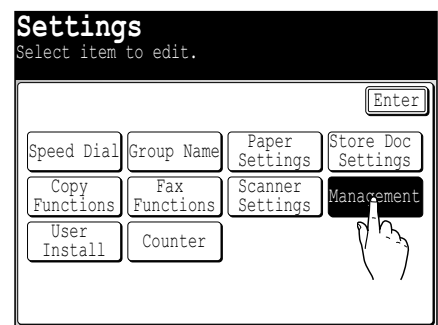 Settings
Select item to edit.
Enter
Speed Dial
Group Name
Paper
Settings
Store Doc
Settings
Copy
Functions
Fax
Functions
Scanner
Settings
Management
User
Install
Counter